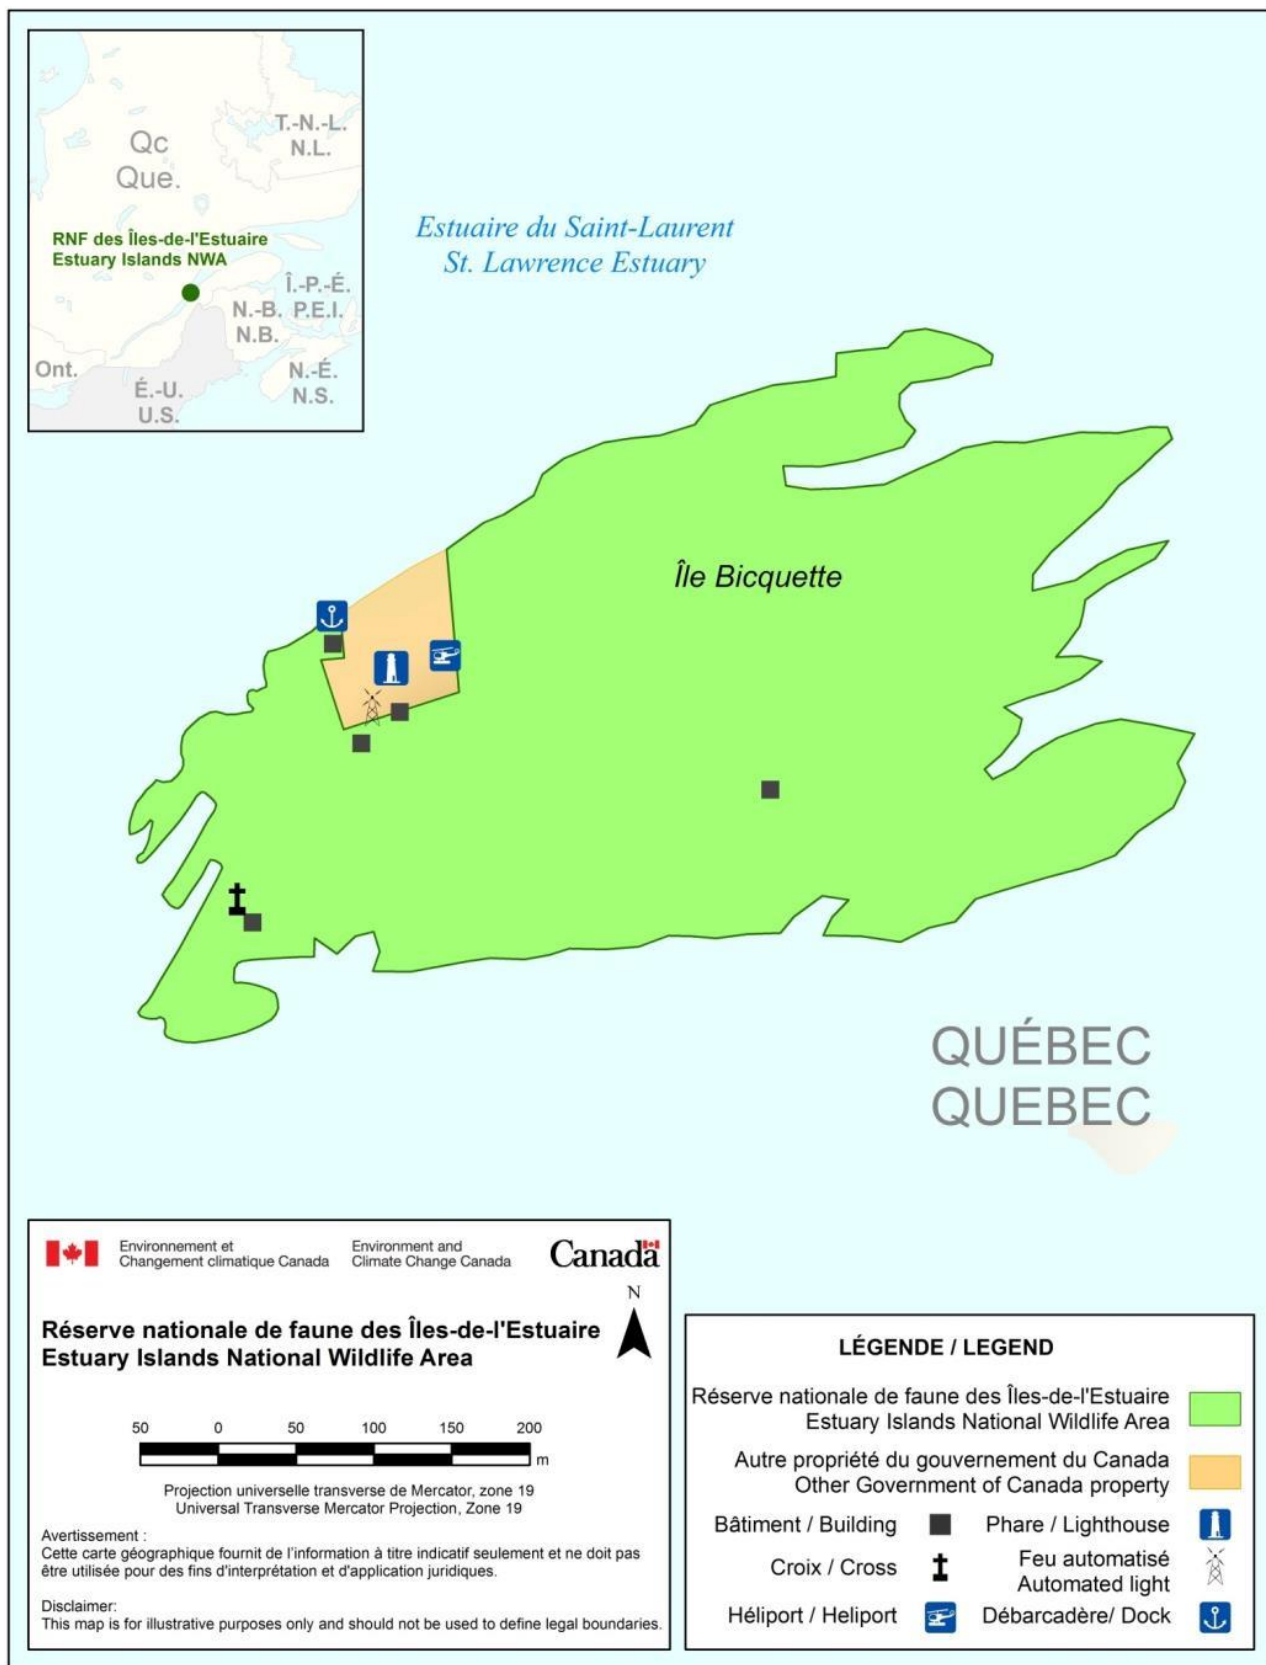 Qc
Que.
T.-N.-L.
N.L.
RNF des Îles-de-l'Estuaire
Estuary Islands NWA
Î.-P.-É.
P.E.I.
N.-B.
N.B.
Ont.
É.-U.
U.S.
N.-É.
N.S.
Estuaire du Saint-Laurent
St. Lawrence Estuary
Île Bicquette
QUÉBEC
QUEBEC
Environnement et
Changement climatique Canada
Environment and
Climate Change Canada
Canada
N
Réserve nationale de faune des Îles-de-l'Estuaire
Estuary Islands National Wildlife Area
50 0 50 100 150 200
m
Projection universelle transverse de Mercator, zone 19
Universal Transverse Mercator Projection, Zone 19
Avertissement :
Cette carte géographique fournit de l'information à titre indicatif seulement et ne doit pas
être utilisée pour des fins d'interprétation et d'application juridiques.
Disclaimer:
This map is for illustrative purposes only and should not be used to define legal boundaries.
LÉGENDE / LEGEND
Réserve nationale de faune des Îles-de-l'Estuaire
Estuary Islands National Wildlife Area
Autre propriété du gouvernement du Canada
Other Government of Canada property
Bâtiment / Building
Phare / Lighthouse
Croix / Cross
Feu automatisé
Automated light
Héliport / Heliport
Débarcadère/ Dock